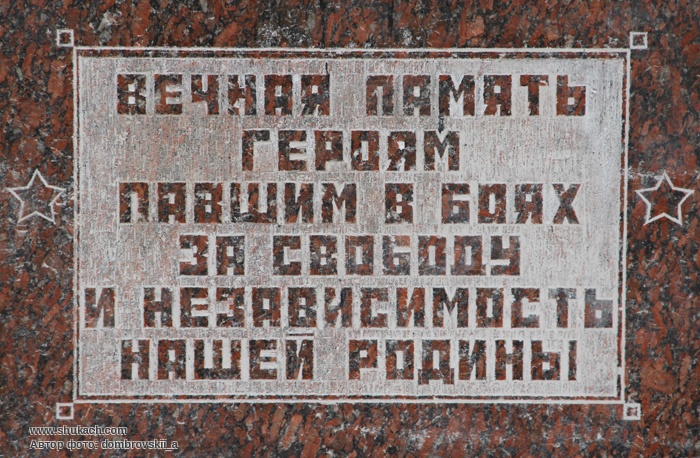 ВЕЧНАЯ ПАМЯТЬ
ГЕРОЯМ
ПАВШИМ В БОЯХ
ЗА СВОБОДУ
И НЕЗАВИСИМОСТЬ
НАШЕЙ РОДИНЫ
www.shukach.com
Автор фото: dombrovskii_a